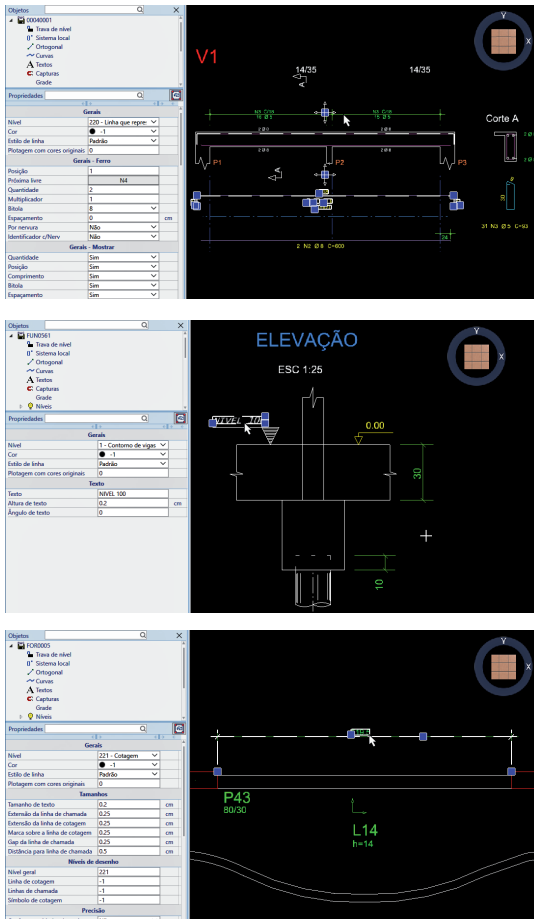 Objetos
00040001
Trava de nível
Sistema local
Ortogonal
Curvas
Textos
Capturas
Grade
Propriedades
Gerais
Nível 220 - Linha que repre:
Cor -1
Estilo de linha Padrão
Plotagem com cores originais 0
Gerais - Ferro
Posição 1
Próxima livre N4
Quantidade 2
Multiplicador 1
Bitola 8
Espaçamento 0 cm
Por nervura Não
Identificador c/Nerv Não
Gerais - Mostrar
Quantidade Sim
Posição Sim
Comprimento Sim
Bitola Sim
Espaçamento Sim
V1
14/35 14/35
A
Y
X
Corte A
P1 P2 P3
A
30
24
2 N2 Ø 8 C=600
31 N3 Ø 5 C=93
Objetos
FUN0561
Trava de nível
Sistema local
Ortogonal
Curvas
Textos
Capturas
Grade
Níveis
Propriedades
Gerais
Nível 1 - Contorno de vigas
Cor -1
Estilo de linha Padrão
Plotagem com cores originais 0
Texto
Texto NIVEL 100
Altura de texto 0.2 cm
Ângulo de texto 0
ELEVAÇÃO
ESC 1:25
Y
X
0.00
30
10
Objetos
FOR0005
Trava de nível
Sistema local
Ortogonal
Curvas
Textos
Capturas
Grade
Níveis
Propriedades
Gerais
Nível 221 - Cotagem
Cor -1
Estilo de linha Padrão
Plotagem com cores originais 0
Tamanhos
Tamanho de texto 0.2 cm
Extensão da linha de chamada 0.25 cm
Extensão da linha de cotagem 0.25 cm
Marca sobre a linha de cotagem 0.25 cm
Gap da linha de chamada 0.25 cm
Distância para linha de chamada 0.5 cm
Níveis de desenho
Nível geral 221
Linha de cotagem -1
Linhas de chamada -1
Símbolo de cotagem -1
Precisão
Y
X
P43
80/30
L14
h=14